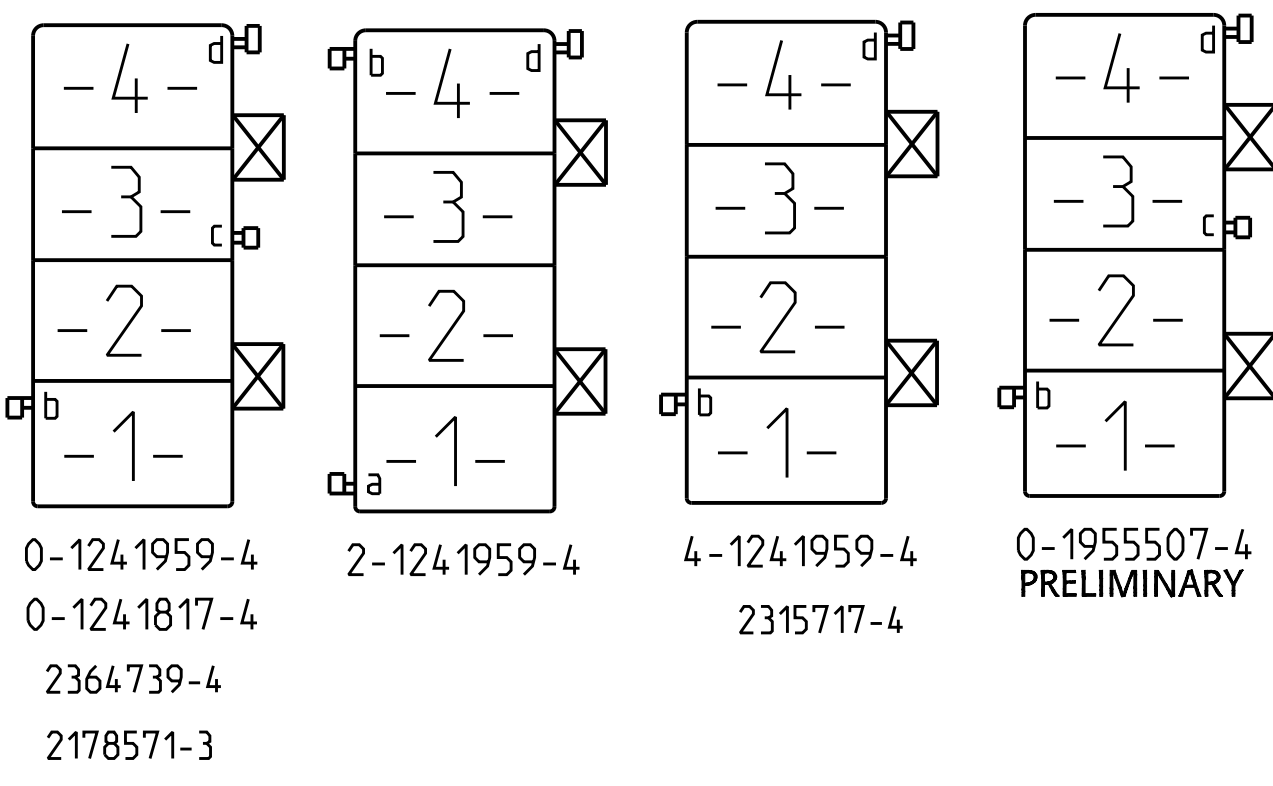 d
-4-
-3-
c
-2-
b
-1-
0-1241959-4
0-1241817-4
2364739-4
2178571-3
b
d
-4-
-3-
-2-
-1-
a
2-1241959-4
d
-4-
-3-
-2-
b
-1-
4-1241959-4
2315717-4
d
-4-
-3-
c
-2-
b
-1-
0-1955507-4
PRELIMINARY